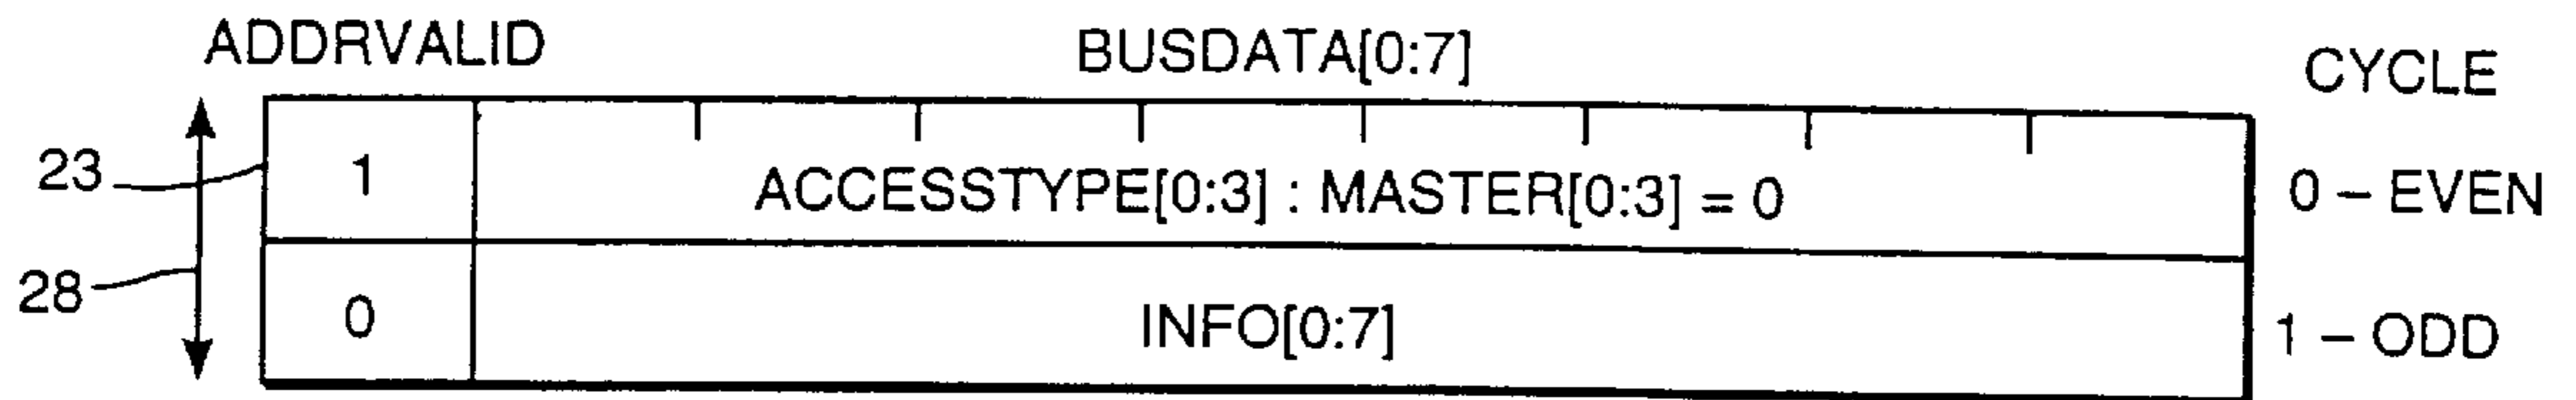 ADDRVALID BUSDATA[0:7] CYCLE
23 1 ACCESSTYPE[0:3] : MASTER[0:3] = 0 0 – EVEN
28 0 INFO[0:7] 1 – ODD